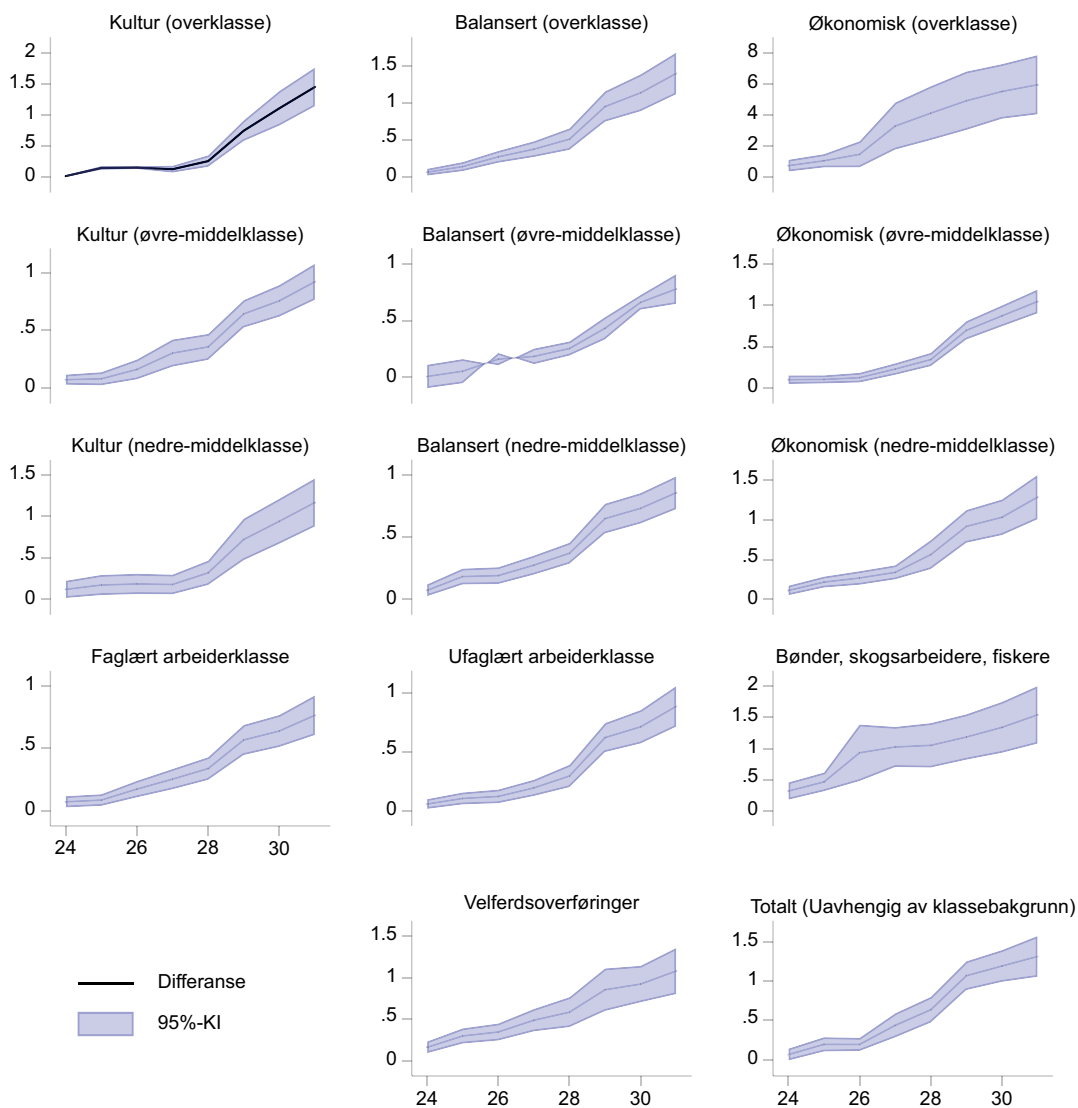 Kultur (overklasse)
2
1.5
1
.5
0
Balansert (overklasse)
1.5
1
.5
0
Økonomisk (overklasse)
8
6
4
2
0
Kultur (øvre-middelklasse)
1
.5
0
Balansert (øvre-middelklasse)
1
.5
0
Økonomisk (øvre-middelklasse)
1.5
1
.5
0
Kultur (nedre-middelklasse)
1.5
1
.5
0
Balansert (nedre-middelklasse)
1
.5
0
Økonomisk (nedre-middelklasse)
1.5
1
.5
0
Faglært arbeiderklasse
1
.5
0
24 26 28 30
Ufaglært arbeiderklasse
1
.5
0
Bønder, skogsarbeidere, fiskere
2
1.5
1
.5
0
Differanse
95%-KI
Velferdsoverføringer
1.5
1
.5
0
24 26 28 30
Totalt (Uavhengig av klassebakgrunn)
1.5
1
.5
0
24 26 28 30